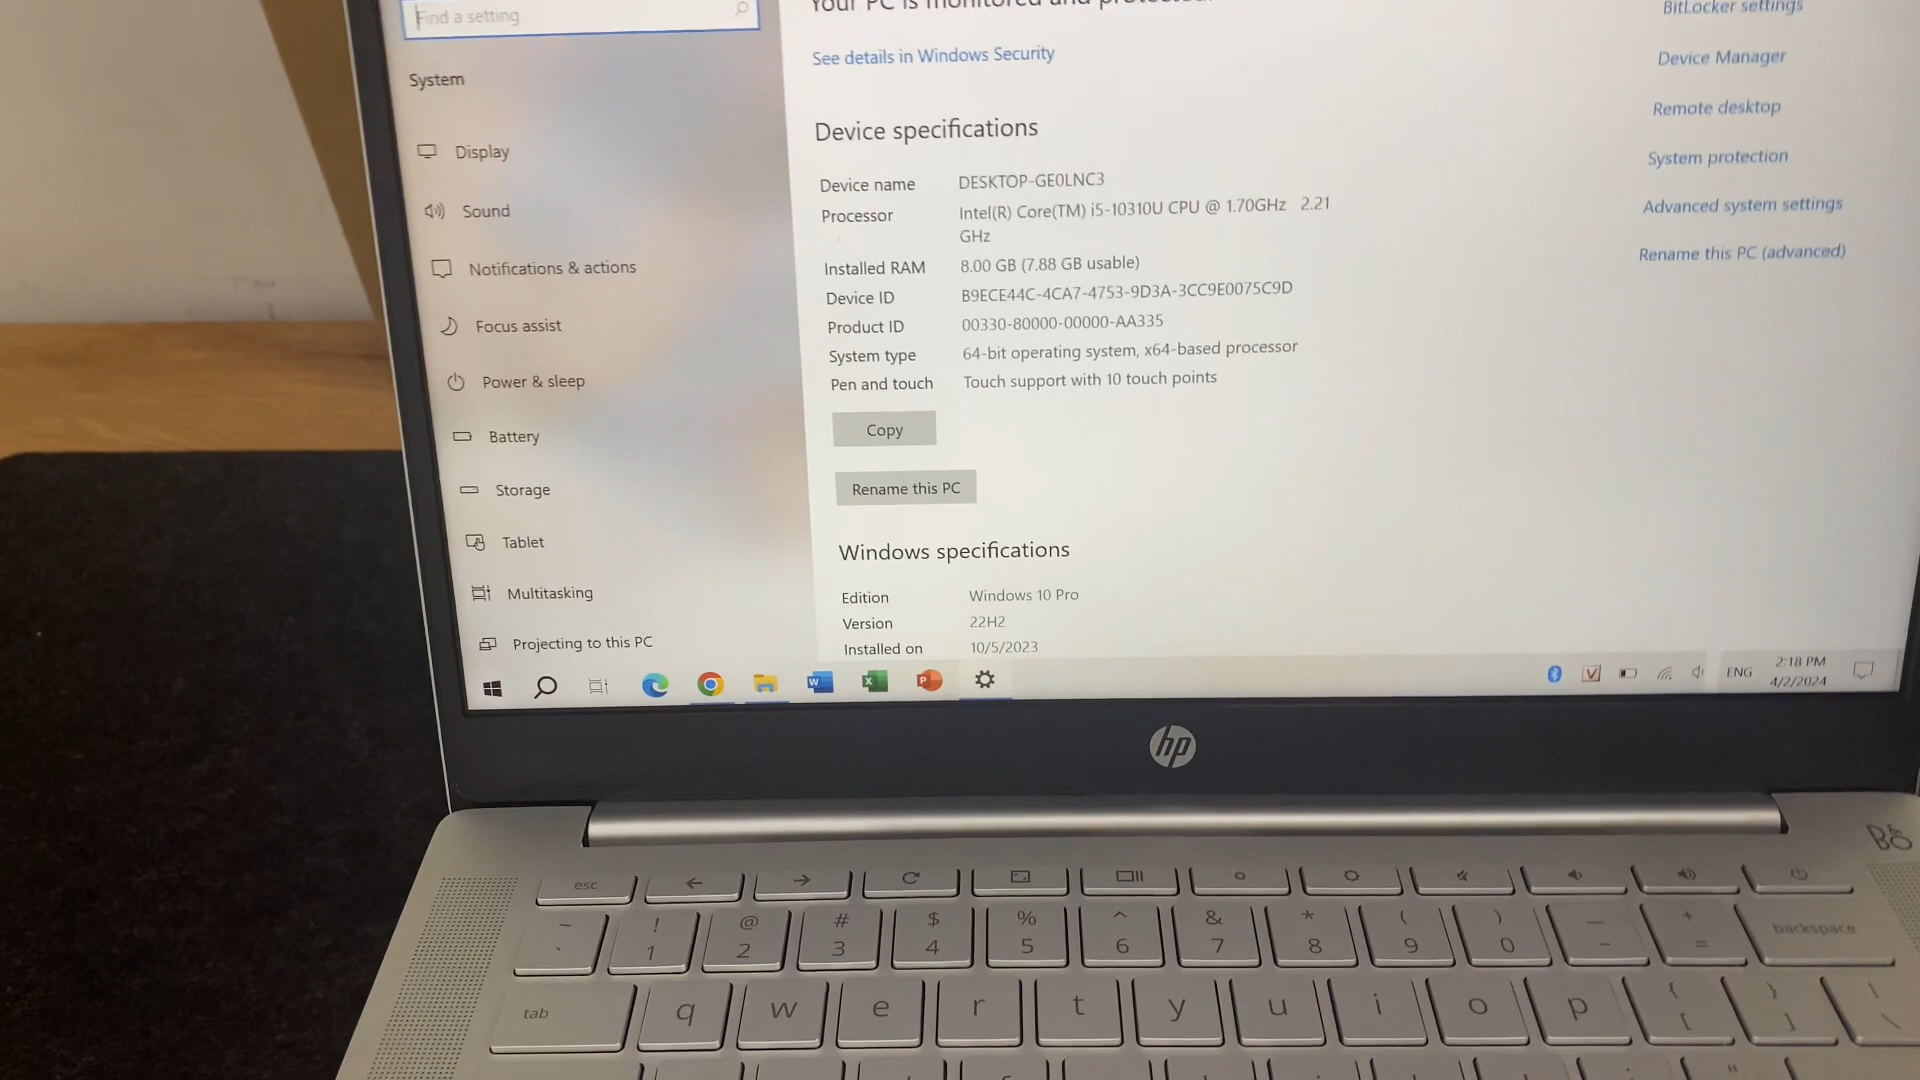 Find a setting
System
Display
Sound
Notifications & actions
Focus assist
Power & sleep
Battery
Storage
Tablet
Multitasking
Projecting to this PC
Your PC is monitored and protected.
See details in Windows Security
Device specifications
Device name DESKTOP-GE0LNC3
Processor Intel(R) Core(TM) i5-10310U CPU @ 1.70GHz 2.21
GHz
Installed RAM 8.00 GB (7.88 GB usable)
Device ID B9ECE44C-4CA7-4753-9D3A-3CC9E0075C9D
Product ID 00330-80000-00000-AA335
System type 64-bit operating system, x64-based processor
Pen and touch Touch support with 10 touch points
Copy
Rename this PC
Windows specifications
Edition Windows 10 Pro
Version 22H2
Installed on 10/5/2023
BitLocker settings
Device Manager
Remote desktop
System protection
Advanced system settings
Rename this PC (advanced)
W X P V ENG 2:18 PM
4/2/2024
hp
B&O
esc
~ ! @ # $ % ^ & * ( ) — +
` 1 2 3 4 5 6 7 8 9 0 - = backspace
tab q w e r t y u i o p { [ } ] | \